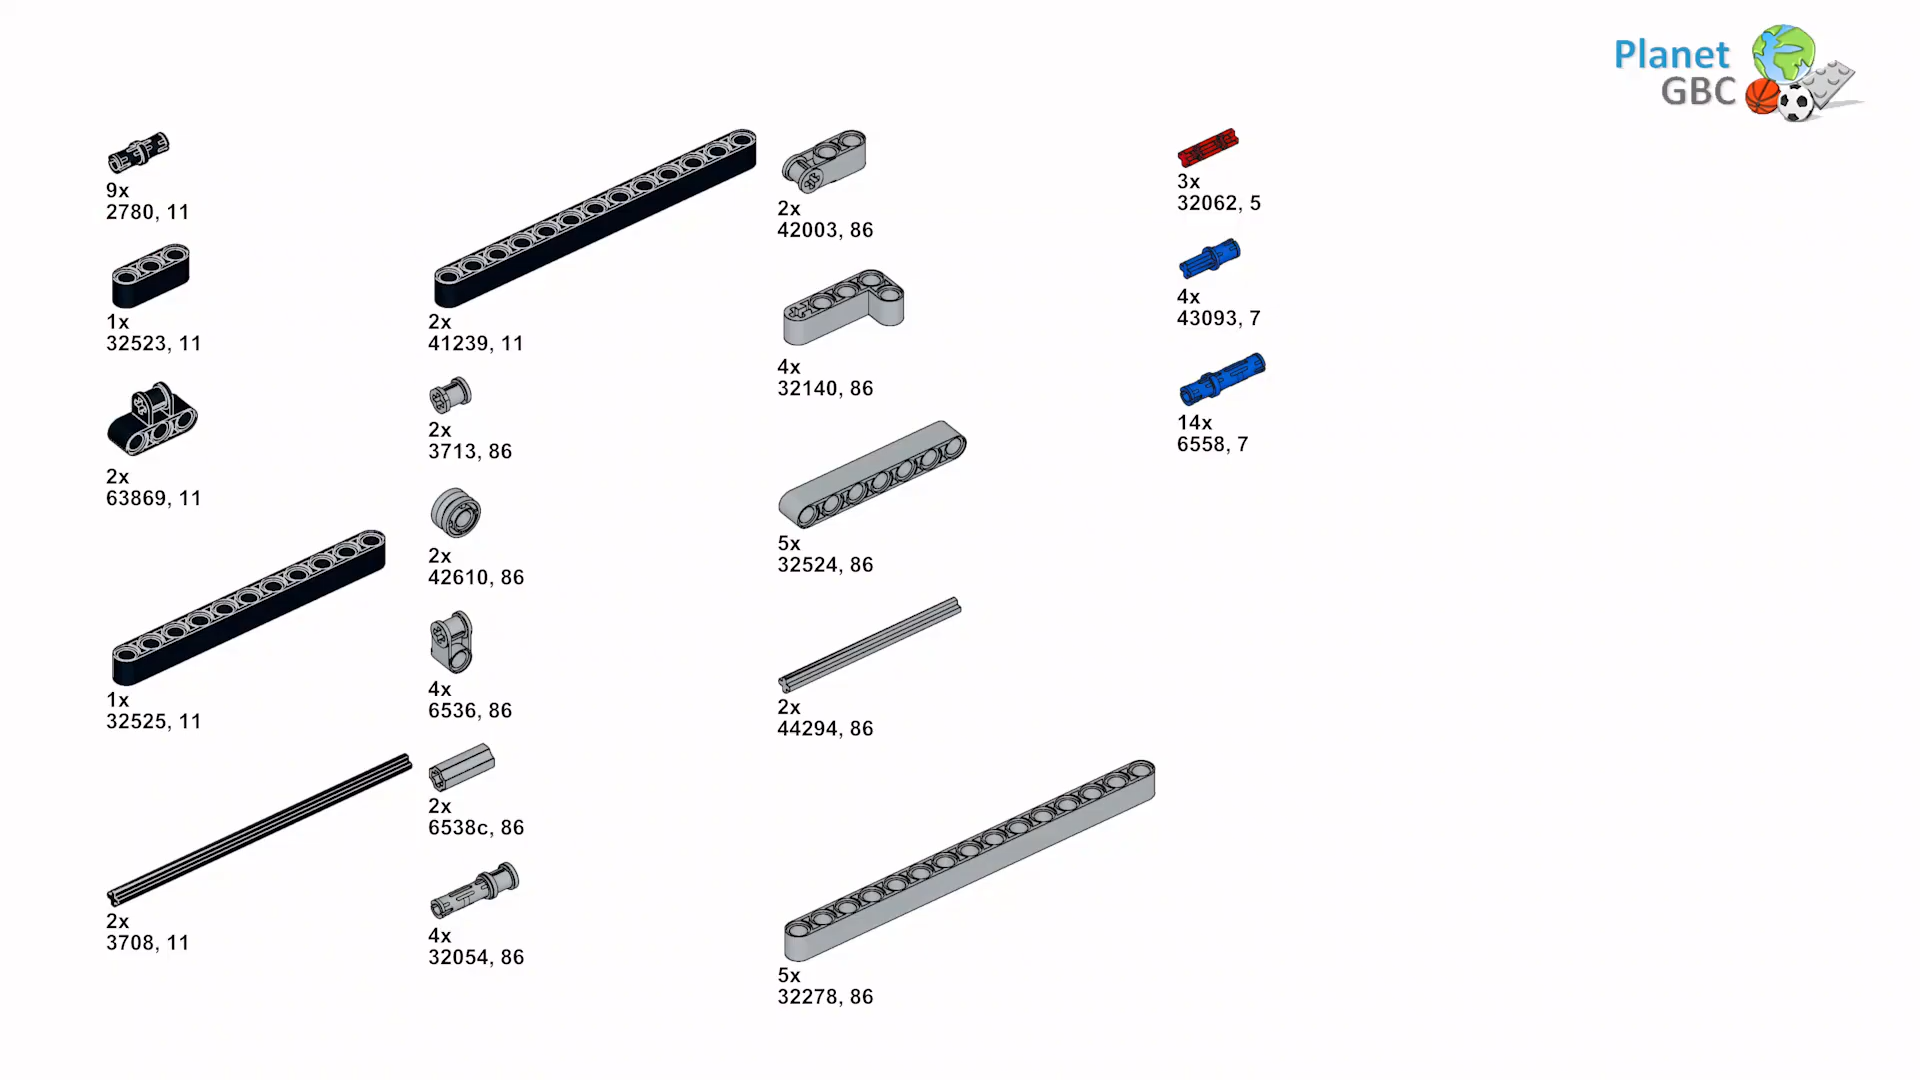 Planet
GBC
9x
2780, 11
1x
32523, 11
2x
63869, 11
1x
32525, 11
2x
3708, 11
2x
41239, 11
2x
3713, 86
2x
42610, 86
4x
6536, 86
2x
6538c, 86
4x
32054, 86
2x
42003, 86
4x
32140, 86
5x
32524, 86
2x
44294, 86
5x
32278, 86
3x
32062, 5
4x
43093, 7
14x
6558, 7